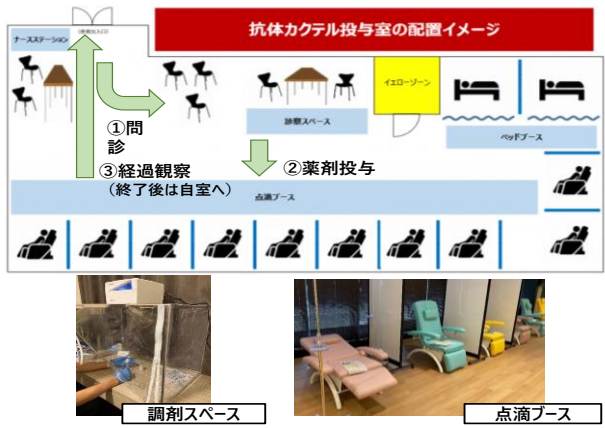 抗体カクテル投与室の配置イメージ
ナースステーション
イエローゾーン
診察スペース
ベッドブース
①問
診
②薬剤投与
③経過観察
（終了後は自室へ）
点滴ブース
調剤スペース
点滴ブース